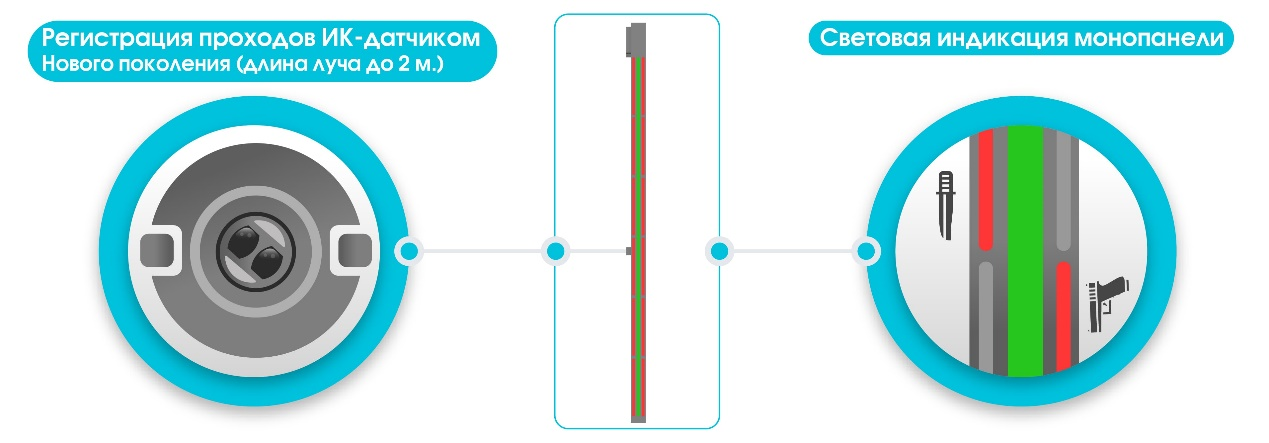 Регистрация проходов ИК-датчиком
Нового поколения (длина луча до 2 м.)
Световая индикация монопанели